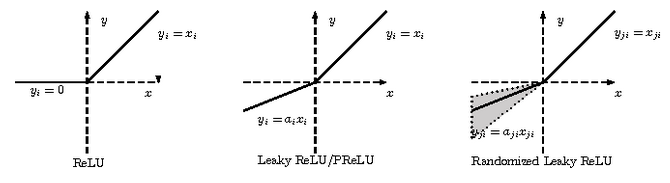 y
y_i = x_i
y_i = 0
x
ReLU
y
y_i = x_i
x
y_i = a_i x_i
Leaky ReLU/PReLU
y
y_{ji} = x_{ji}
x
y_{ji} = a_{ji} x_{ji}
Randomized Leaky ReLU